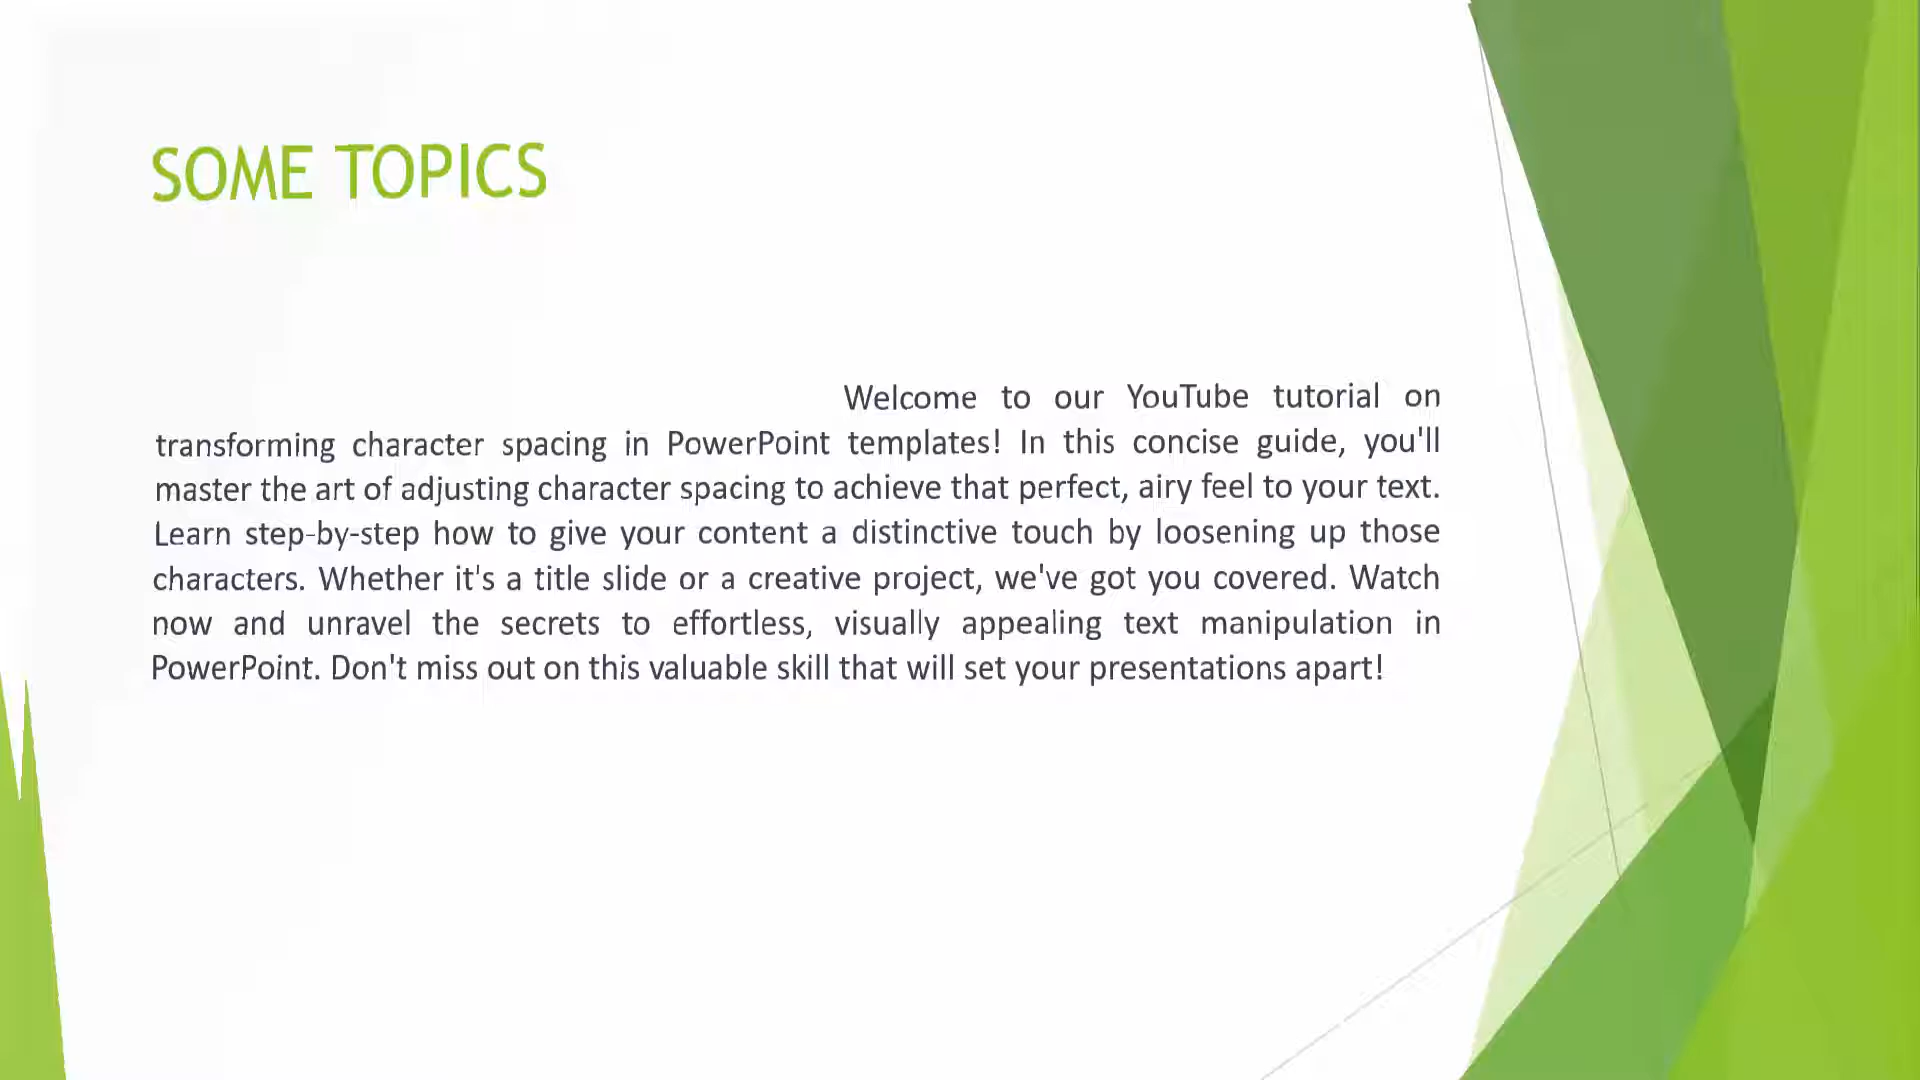 SOME TOPICS
Welcome to our YouTube tutorial on
transforming character spacing in PowerPoint templates! In this concise guide, you'll
master the art of adjusting character spacing to achieve that perfect, airy feel to your text.
Learn step-by-step how to give your content a distinctive touch by loosening up those
characters. Whether it's a title slide or a creative project, we've got you covered. Watch
now and unravel the secrets to effortless, visually appealing text manipulation in
PowerPoint. Don't miss out on this valuable skill that will set your presentations apart!